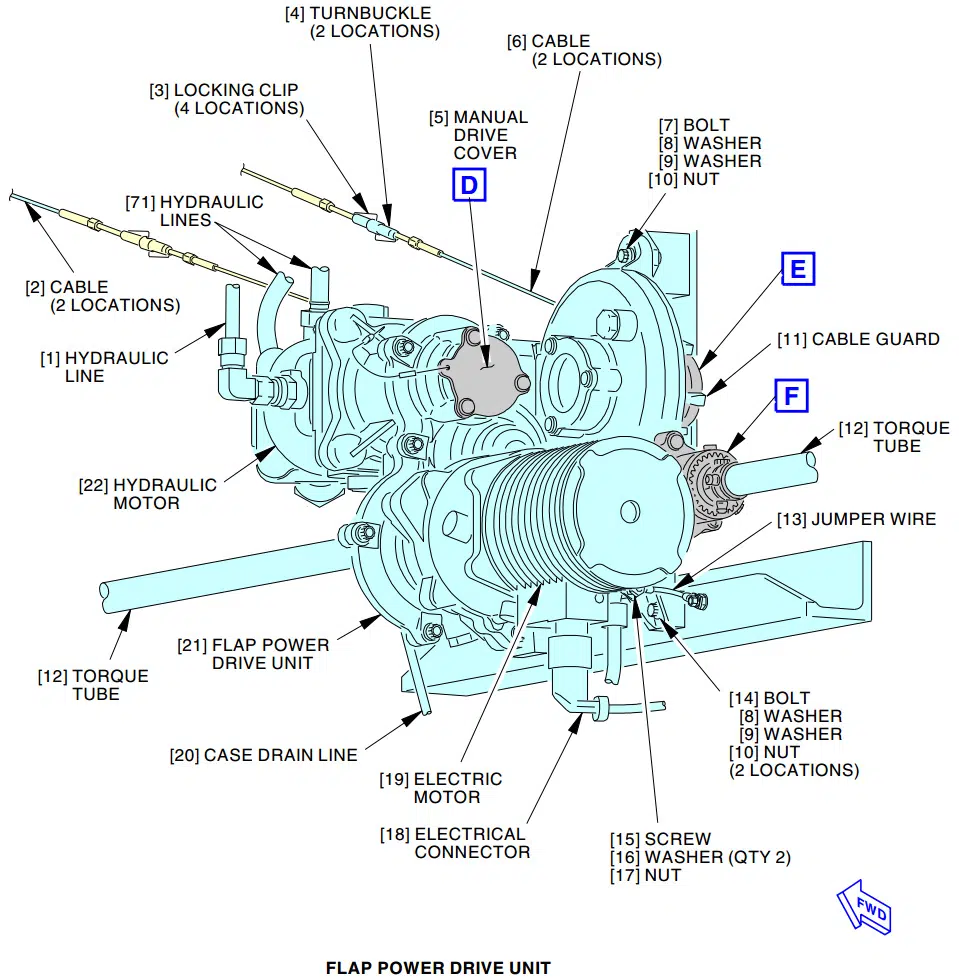 [4] TURNBUCKLE
(2 LOCATIONS)
[6] CABLE
(2 LOCATIONS)
[3] LOCKING CLIP
(4 LOCATIONS)
[5] MANUAL
DRIVE
COVER
D
[7] BOLT
[8] WASHER
[9] WASHER
[10] NUT
[71] HYDRAULIC
LINES
E
[2] CABLE
(2 LOCATIONS)
[11] CABLE GUARD
[1] HYDRAULIC
LINE
F
[12] TORQUE
TUBE
[22] HYDRAULIC
MOTOR
[13] JUMPER WIRE
[21] FLAP POWER
DRIVE UNIT
[12] TORQUE
TUBE
[14] BOLT
[8] WASHER
[9] WASHER
[10] NUT
(2 LOCATIONS)
[20] CASE DRAIN LINE
[19] ELECTRIC
MOTOR
[18] ELECTRICAL
CONNECTOR
[15] SCREW
[16] WASHER (QTY 2)
[17] NUT
FWD
FLAP POWER DRIVE UNIT